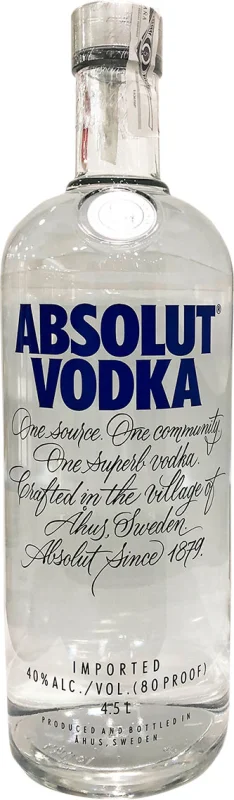 ABSOLUT®
VODKA
One source. One community.
One superb vodka.
Crafted in the village of
Åhus, Sweden.
Absolut Since 1879.
IMPORTED
40% ALC./VOL. (80 PROOF)
4.5 L
PRODUCED AND BOTTLED IN
ÅHUS, SWEDEN